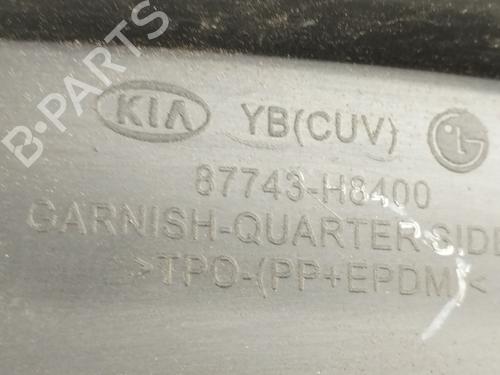 KIA YB(CUV) LG
87743-H8400
GARNISH-QUARTER SIDE
>TPO-(PP+EPDM)<
B-PARTS